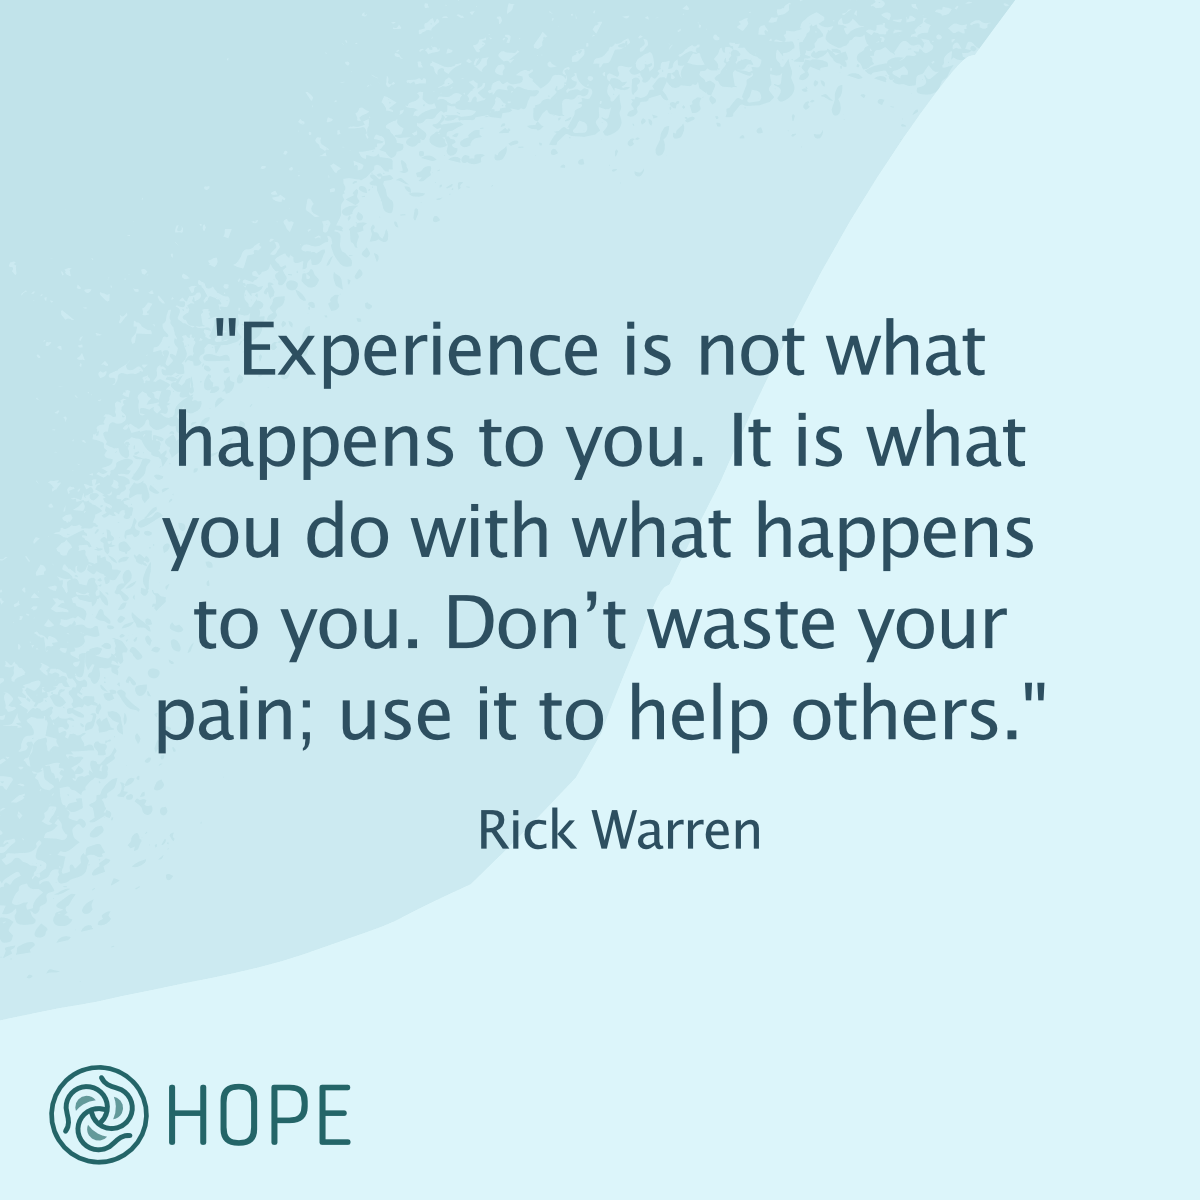 "Experience is not what
happens to you. It is what
you do with what happens
to you. Don’t waste your
pain; use it to help others."
Rick Warren
HOPE